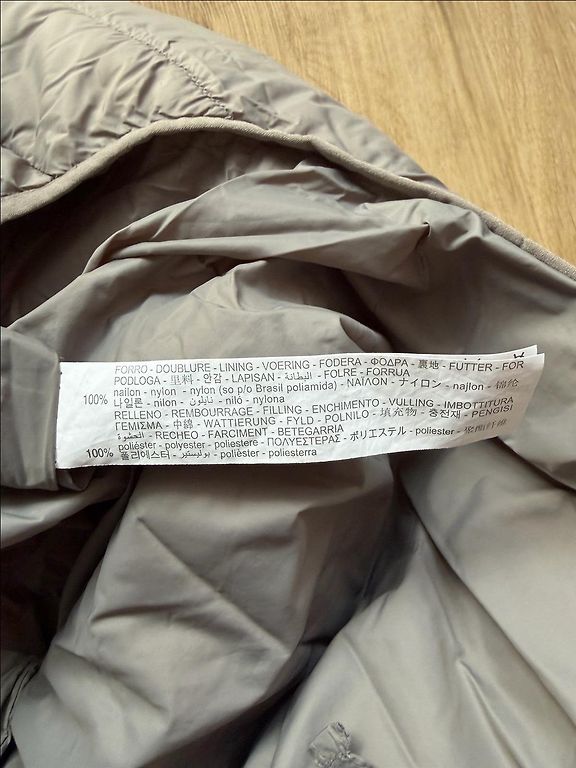 FORRO - DOUBLURE - LINING - VOERING - FODERA - ΦΟΔΡΑ - 裏地 - FUTTER - FOR
PODLOGA - 里料 - 안감 - LAPISAN - البطانة - FOLRE - FORRUA
100% nailon - nylon - nylon (so p/o Brasil poliamida) - ΝΑΪΛΟΝ - ナイロン - najlon - 锦纶
나일론 - nilon - نايلون - niló - nylona
RELLENO - REMBOURRAGE - FILLING - ENCHIMENTO - VULLING - IMBOTTITURA
ΓΕΜΙΣΜΑ - 中綿 - WATTIERUNG - FYLD - POLNILO - 填充物 - 충전재 - PENGISI
الحشوة - RECHEO - FARCIMENT - BETEGARRIA
poliéster - polyester - poliestere - ΠΟΛΥΕΣΤΕΡΑΣ - ポリエステル - poliester - 聚酯纤维
100% 폴리에스터 - بوليستير - polièster - poliesterra